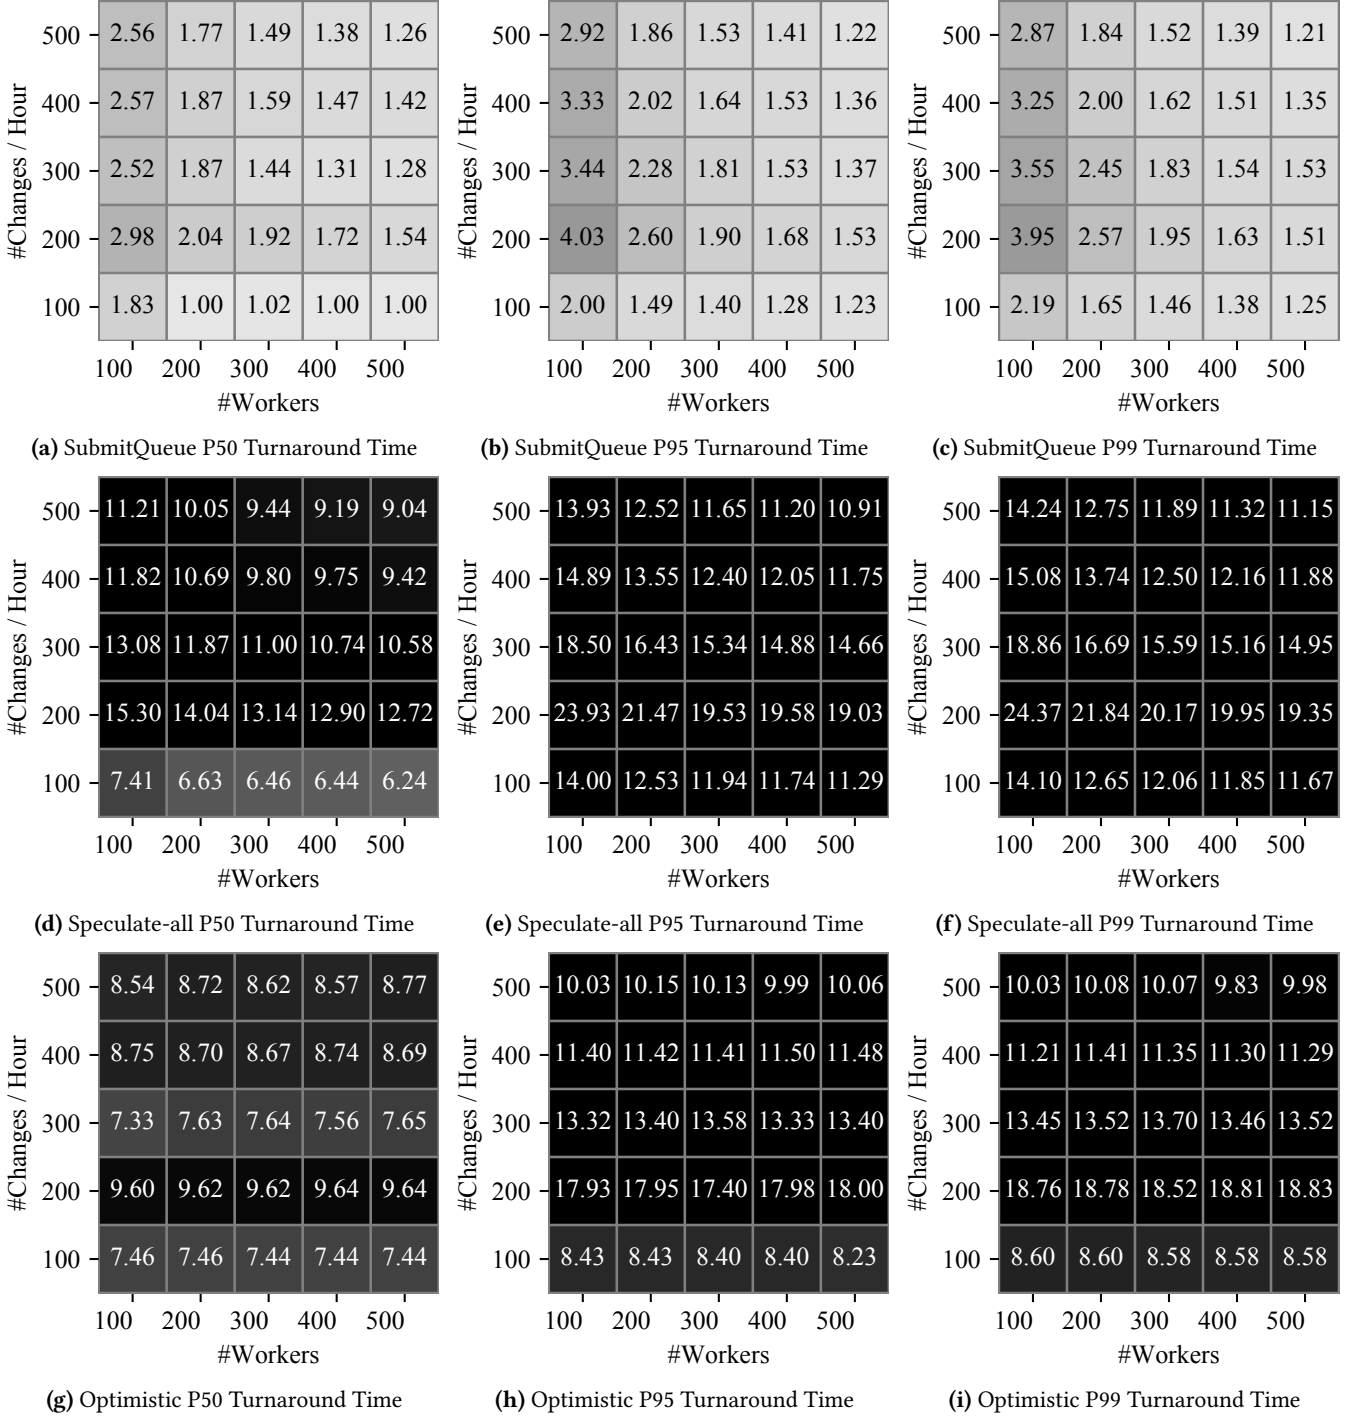 500 2.56 1.77 1.49 1.38 1.26
400 2.57 1.87 1.59 1.47 1.42
300 2.52 1.87 1.44 1.31 1.28
200 2.98 2.04 1.92 1.72 1.54
100 1.83 1.00 1.02 1.00 1.00
100 200 300 400 500
#Changes / Hour
#Workers
(a) SubmitQueue P50 Turnaround Time
500 2.92 1.86 1.53 1.41 1.22
400 3.33 2.02 1.64 1.53 1.36
300 3.44 2.28 1.81 1.53 1.37
200 4.03 2.60 1.90 1.68 1.53
100 2.00 1.49 1.40 1.28 1.23
100 200 300 400 500
#Changes / Hour
#Workers
(b) SubmitQueue P95 Turnaround Time
500 2.87 1.84 1.52 1.39 1.21
400 3.25 2.00 1.62 1.51 1.35
300 3.55 2.45 1.83 1.54 1.53
200 3.95 2.57 1.95 1.63 1.51
100 2.19 1.65 1.46 1.38 1.25
100 200 300 400 500
#Changes / Hour
#Workers
(c) SubmitQueue P99 Turnaround Time
500 11.21 10.05 9.44 9.19 9.04
400 11.82 10.69 9.80 9.75 9.42
300 13.08 11.87 11.00 10.74 10.58
200 15.30 14.04 13.14 12.90 12.72
100 7.41 6.63 6.46 6.44 6.24
100 200 300 400 500
#Changes / Hour
#Workers
(d) Speculate-all P50 Turnaround Time
500 13.93 12.52 11.65 11.20 10.91
400 14.89 13.55 12.40 12.05 11.75
300 18.50 16.43 15.34 14.88 14.66
200 23.93 21.47 19.53 19.58 19.03
100 14.00 12.53 11.94 11.74 11.29
100 200 300 400 500
#Changes / Hour
#Workers
(e) Speculate-all P95 Turnaround Time
500 14.24 12.75 11.89 11.32 11.15
400 15.08 13.74 12.50 12.16 11.88
300 18.86 16.69 15.59 15.16 14.95
200 24.37 21.84 20.17 19.95 19.35
100 14.10 12.65 12.06 11.85 11.67
100 200 300 400 500
#Changes / Hour
#Workers
(f) Speculate-all P99 Turnaround Time
500 8.54 8.72 8.62 8.57 8.77
400 8.75 8.70 8.67 8.74 8.69
300 7.33 7.63 7.64 7.56 7.65
200 9.60 9.62 9.62 9.64 9.64
100 7.46 7.46 7.44 7.44 7.44
100 200 300 400 500
#Changes / Hour
#Workers
(g) Optimistic P50 Turnaround Time
500 10.03 10.15 10.13 9.99 10.06
400 11.40 11.42 11.41 11.50 11.48
300 13.32 13.40 13.58 13.33 13.40
200 17.93 17.95 17.40 17.98 18.00
100 8.43 8.43 8.40 8.40 8.23
100 200 300 400 500
#Changes / Hour
#Workers
(h) Optimistic P95 Turnaround Time
500 10.03 10.08 10.07 9.83 9.98
400 11.21 11.41 11.35 11.30 11.29
300 13.45 13.52 13.70 13.46 13.52
200 18.76 18.78 18.52 18.81 18.83
100 8.60 8.60 8.58 8.58 8.58
100 200 300 400 500
#Changes / Hour
#Workers
(i) Optimistic P99 Turnaround Time